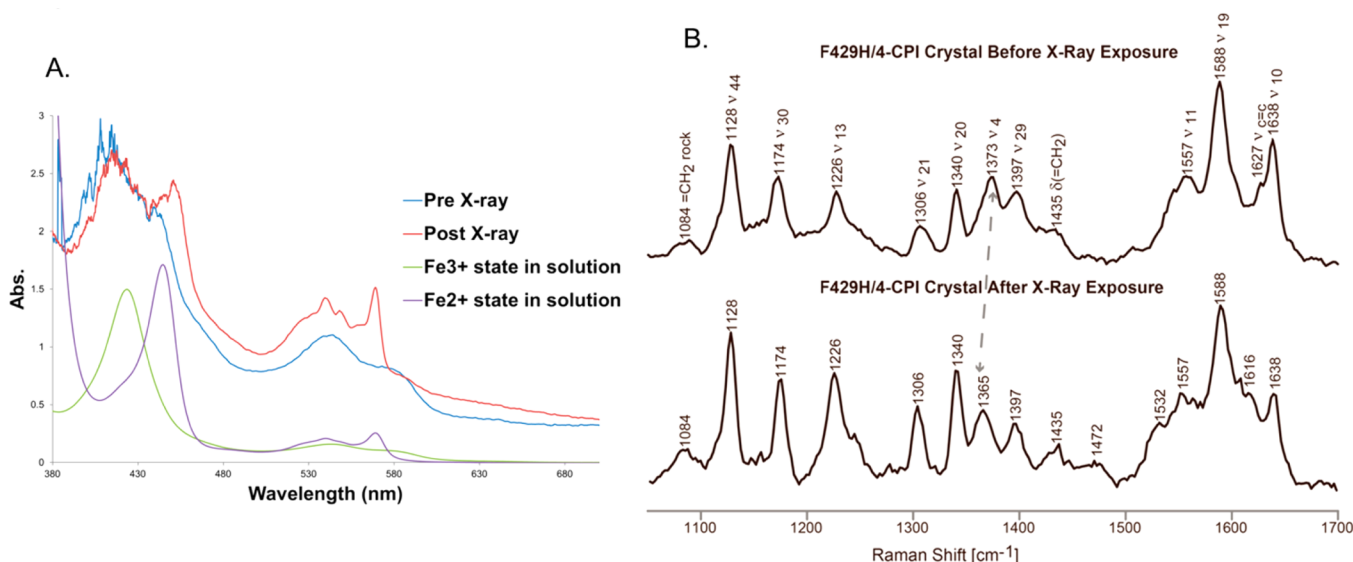 A.
3
2.5
2
1.5
1
0.5
0
Abs.
380
430
480
530
580
630
680
Wavelength (nm)
Pre X-ray
Post X-ray
Fe3+ state in solution
Fe2+ state in solution
B.
F429H/4-CPI Crystal Before X-Ray Exposure
1084 =CH2 rock
1128 ν 44
1174 ν 30
1226 ν 13
1306 ν 21
1340 ν 20
1373 ν 4
1397 ν 29
1435 δ(=CH2)
1557 ν 11
1588 ν 19
1627 ν c=c
1638 ν 10
F429H/4-CPI Crystal After X-Ray Exposure
1084
1128
1174
1226
1306
1340
1365
1397
1435
1472
1532
1557
1588
1616
1638
1100
1200
1300
1400
1500
1600
1700
Raman Shift [cm-1]